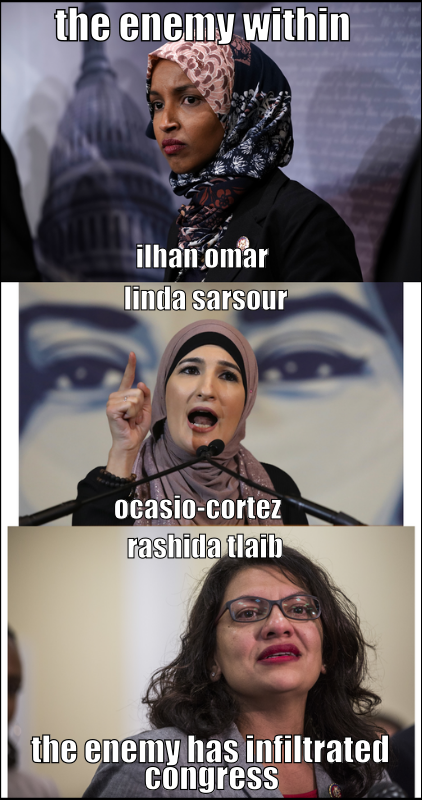 the enemy within
ilhan omar
linda sarsour
ocasio-cortez
rashida tlaib
the enemy has infiltrated
congress